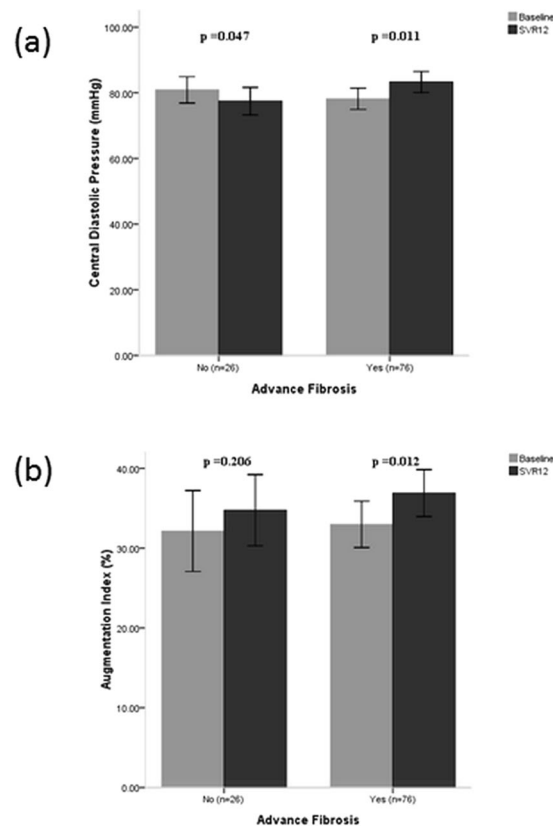 (a)
p =0.047
p =0.011
Baseline
SVR12
Central Diastolic Pressure (mmHg)
100.00
80.00
60.00
40.00
20.00
0.00
No (n=26)
Yes (n=76)
Advance Fibrosis
(b)
p =0.206
p =0.012
Baseline
SVR12
Augmentation Index (%)
40.00
30.00
20.00
10.00
0.00
No (n=26)
Yes (n=76)
Advance Fibrosis